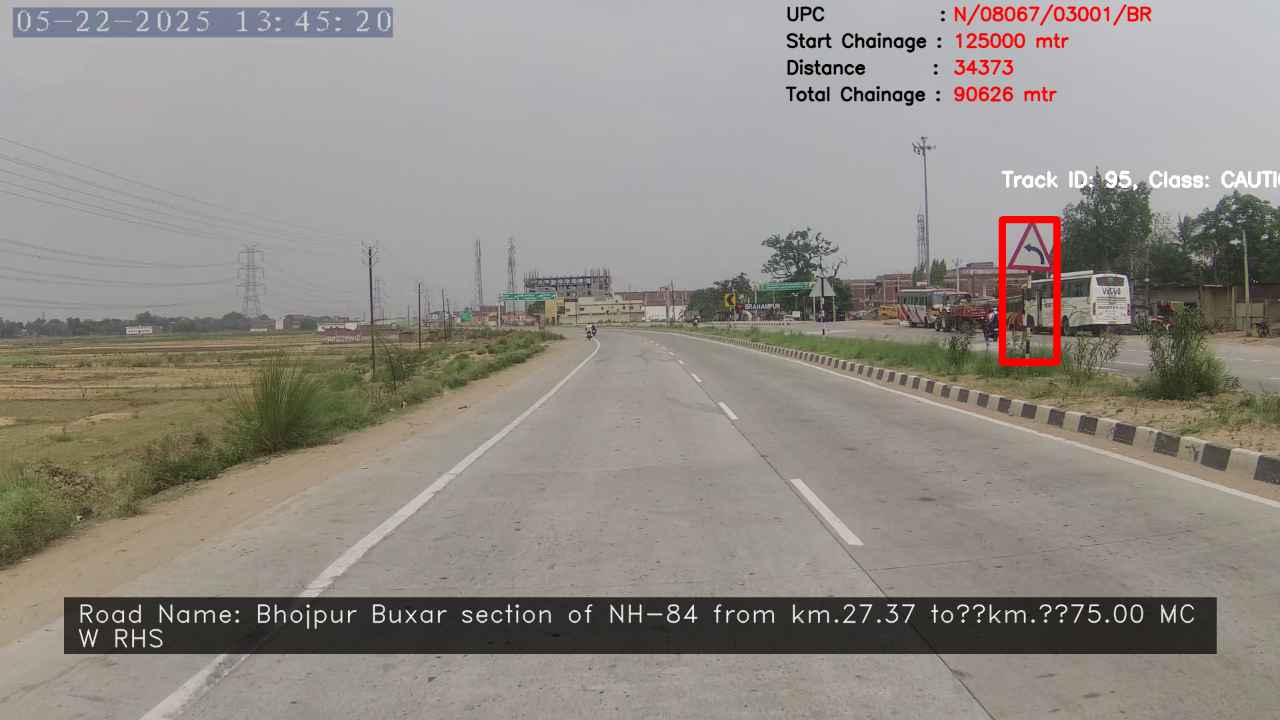 05-22-2025 13:45:20
UPC : N/08067/03001/BR
Start Chainage : 125000 mtr
Distance : 34373
Total Chainage : 90626 mtr
Track ID: 95, Class: CAUTI
BRAHAMPUR
Road Name: Bhojpur Buxar section of NH-84 from km.27.37 to??km.??75.00 MC
W RHS